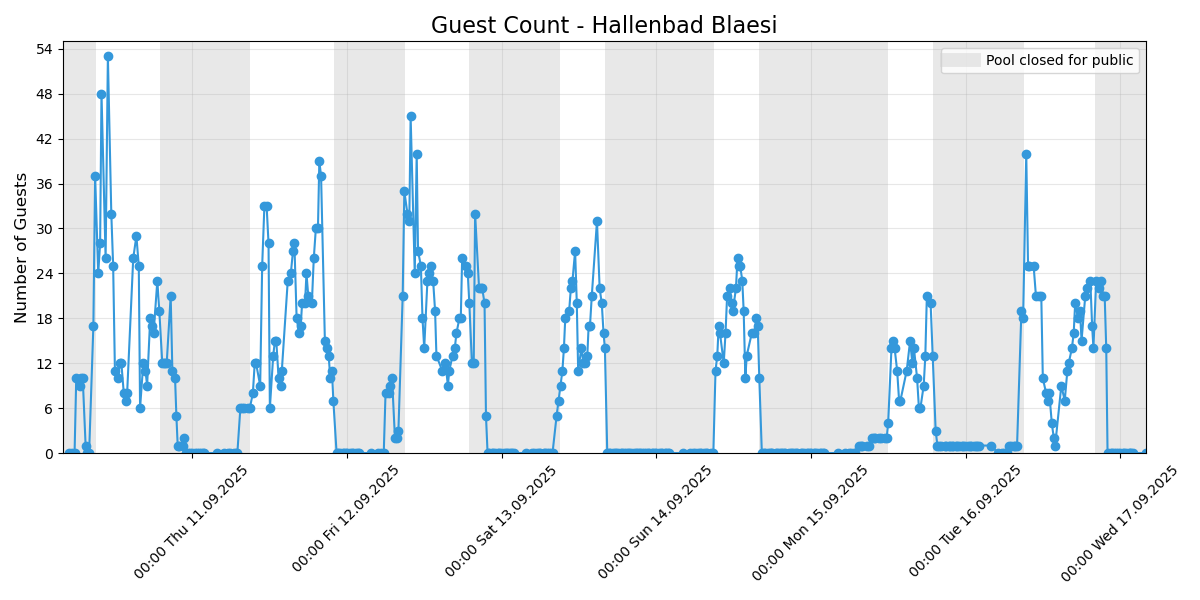 Guest Count - Hallenbad Blaesi
Pool closed for public
Number of Guests
54
48
42
36
30
24
18
12
6
0
00:00 Thu 11.09.2025
00:00 Fri 12.09.2025
00:00 Sat 13.09.2025
00:00 Sun 14.09.2025
00:00 Mon 15.09.2025
00:00 Tue 16.09.2025
00:00 Wed 17.09.2025